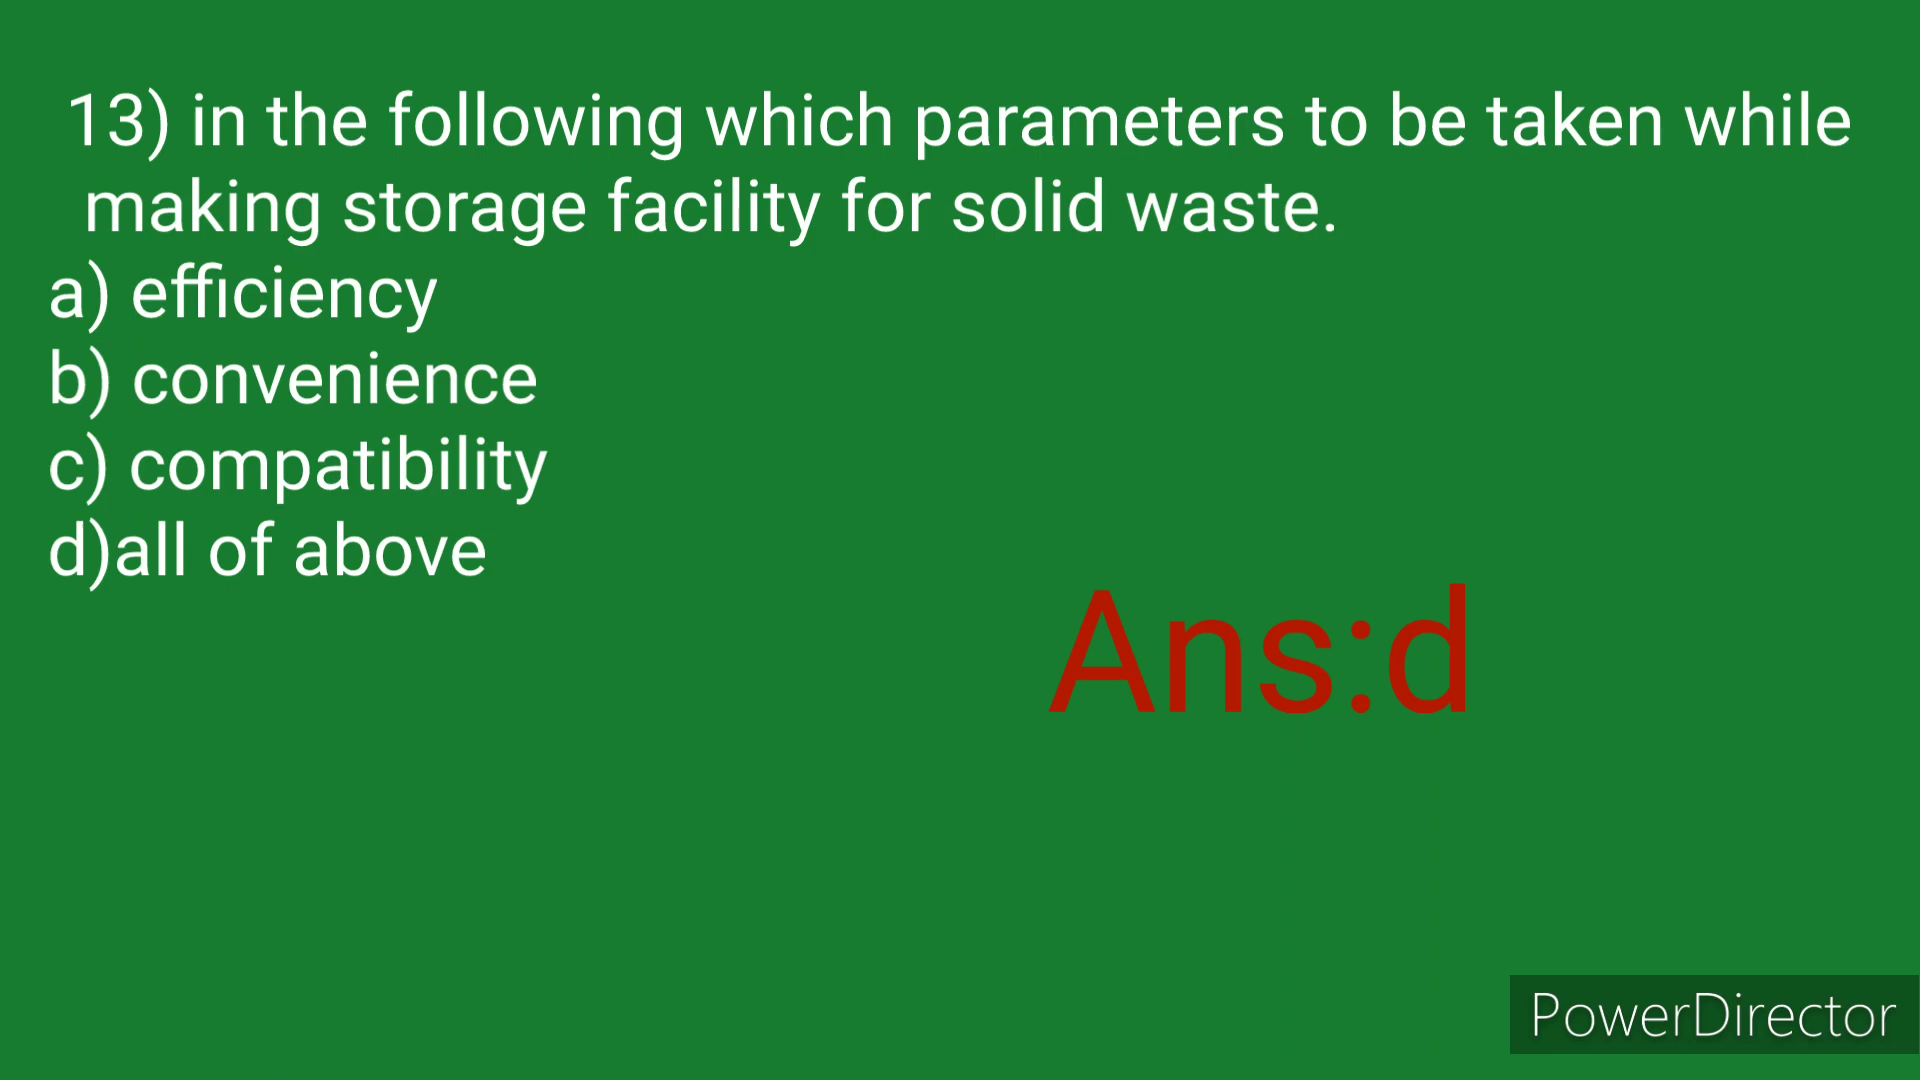 13) in the following which parameters to be taken while
making storage facility for solid waste.
a) efficiency
b) convenience
c) compatibility
d)all of above
Ans:d
PowerDirector